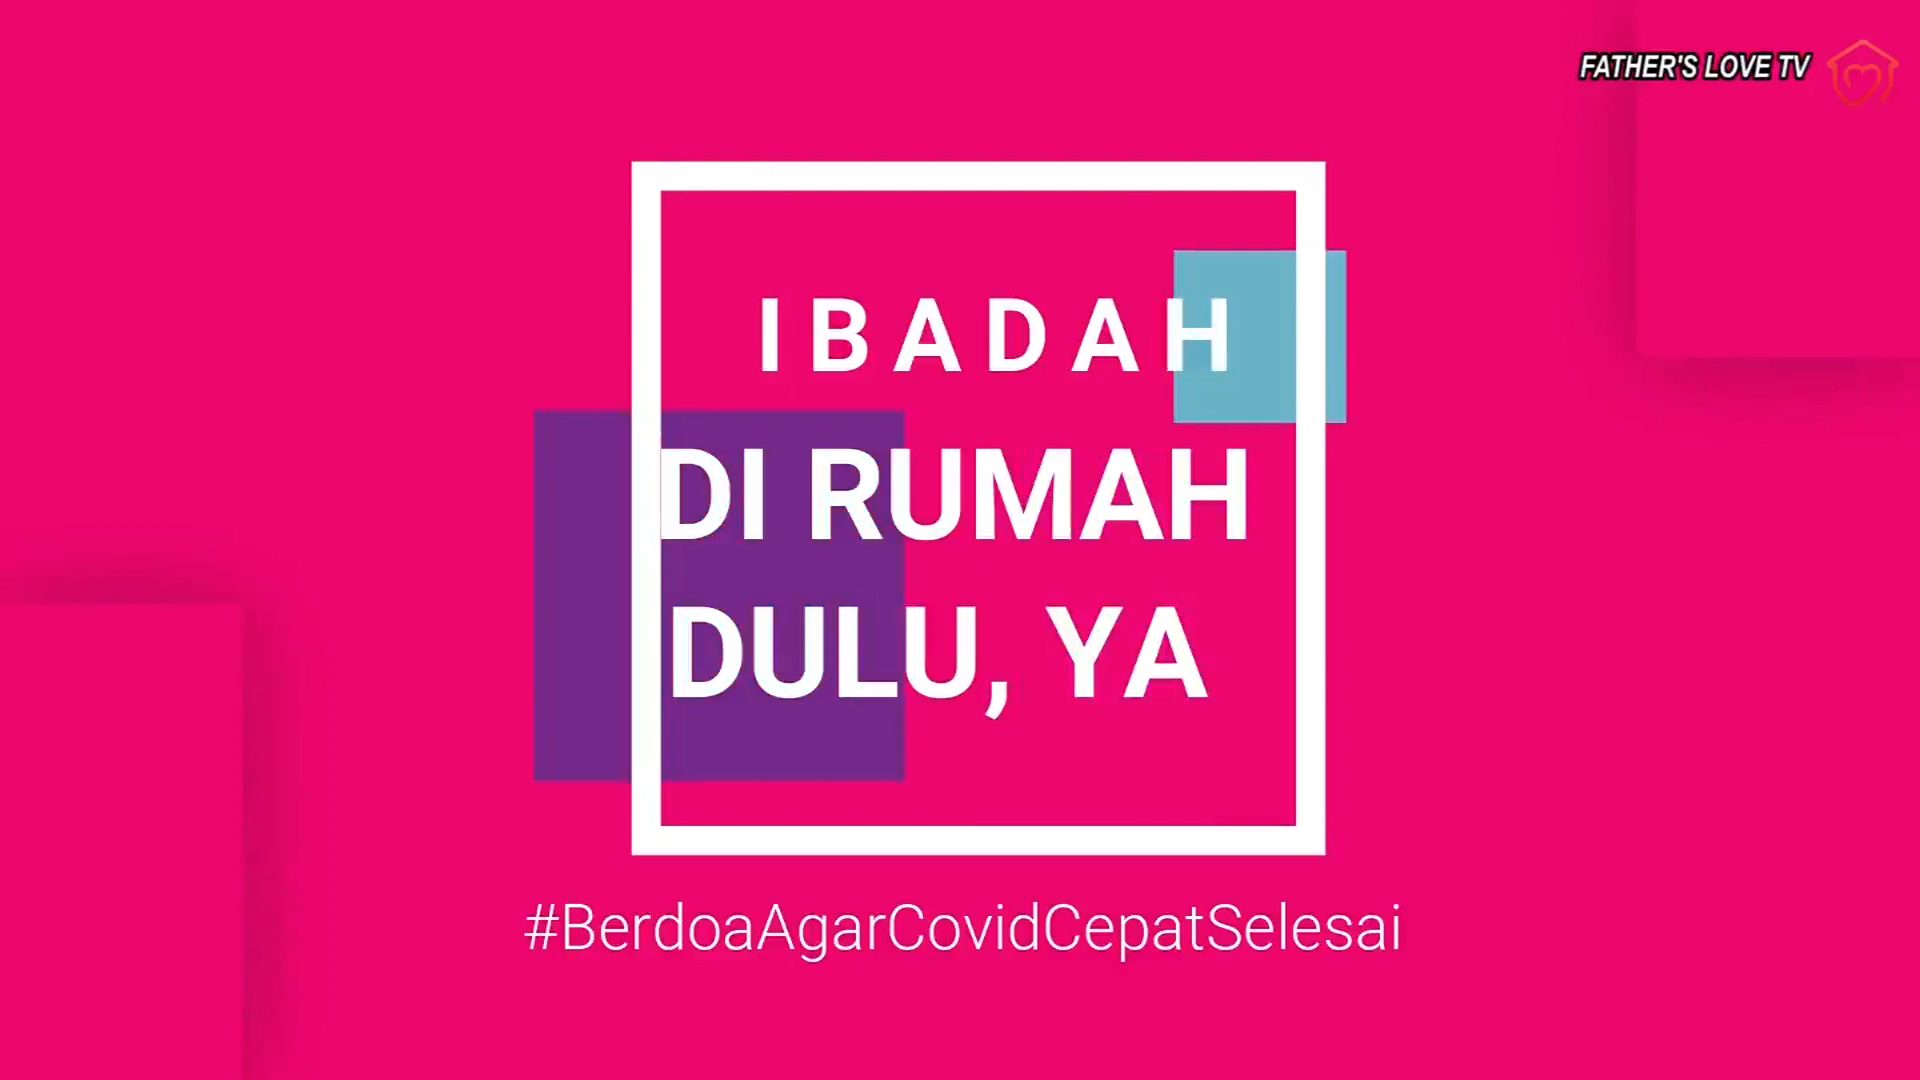 FATHER'S LOVE TV
IBADAH
DI RUMAH
DULU, YA
#BerdoaAgarCovidCepatSelesai